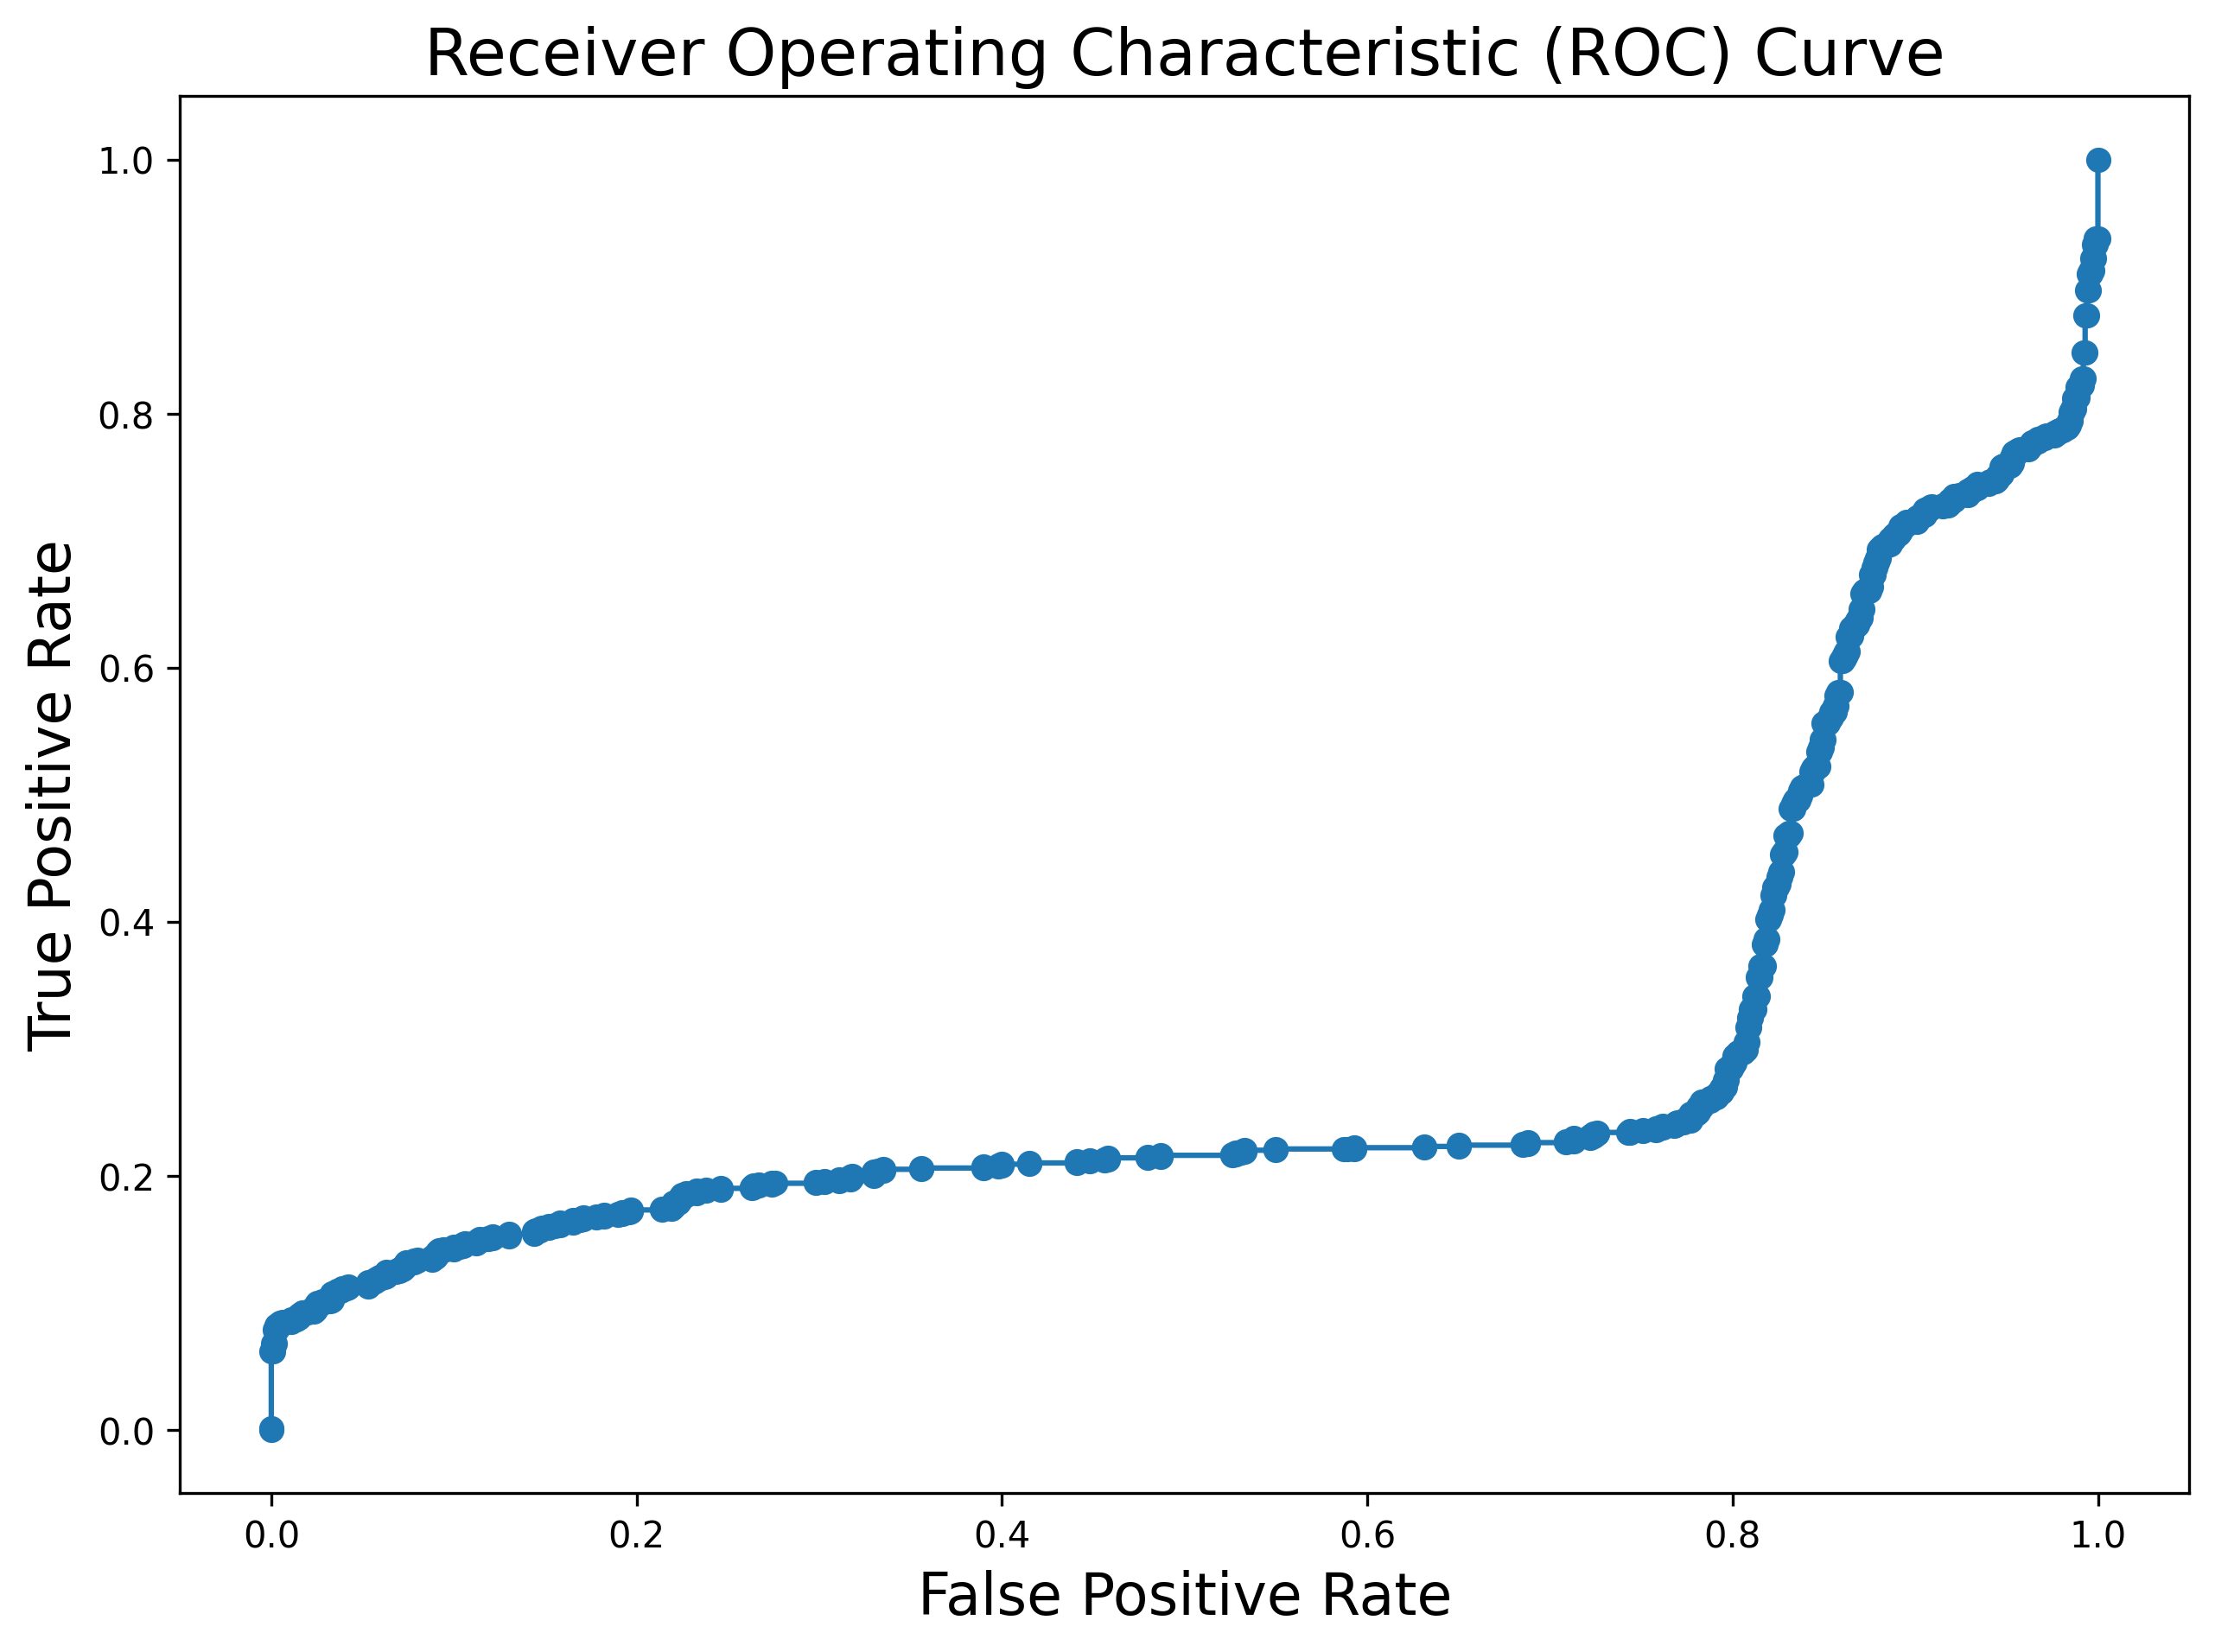 Receiver Operating Characteristic (ROC) Curve
True Positive Rate
1.0
0.8
0.6
0.4
0.2
0.0
0.0 0.2 0.4 0.6 0.8 1.0
False Positive Rate